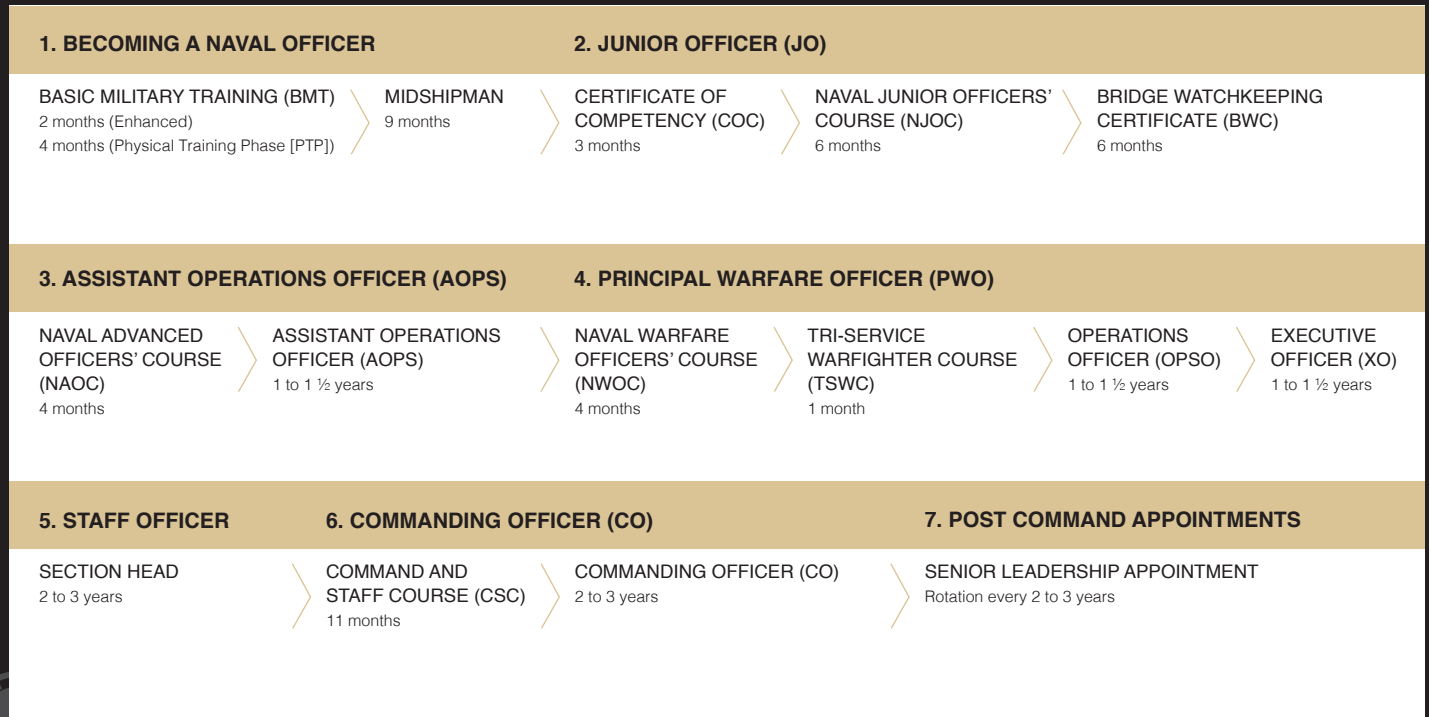 1. BECOMING A NAVAL OFFICER
2. JUNIOR OFFICER (JO)
BASIC MILITARY TRAINING (BMT)
2 months (Enhanced)
4 months (Physical Training Phase [PTP])
MIDSHIPMAN
9 months
CERTIFICATE OF
COMPETENCY (COC)
3 months
NAVAL JUNIOR OFFICERS'
COURSE (NJOC)
6 months
BRIDGE WATCHKEEPING
CERTIFICATE (BWC)
6 months
3. ASSISTANT OPERATIONS OFFICER (AOPS)
4. PRINCIPAL WARFARE OFFICER (PWO)
NAVAL ADVANCED
OFFICERS' COURSE
(NAOC)
4 months
ASSISTANT OPERATIONS
OFFICER (AOPS)
1 to 1 ½ years
NAVAL WARFARE
OFFICERS' COURSE
(NWOC)
4 months
TRI-SERVICE
WARFIGHTER COURSE
(TSWC)
1 month
OPERATIONS
OFFICER (OPSO)
1 to 1 ½ years
EXECUTIVE
OFFICER (XO)
1 to 1 ½ years
5. STAFF OFFICER
6. COMMANDING OFFICER (CO)
7. POST COMMAND APPOINTMENTS
SECTION HEAD
2 to 3 years
COMMAND AND
STAFF COURSE (CSC)
11 months
COMMANDING OFFICER (CO)
2 to 3 years
SENIOR LEADERSHIP APPOINTMENT
Rotation every 2 to 3 years